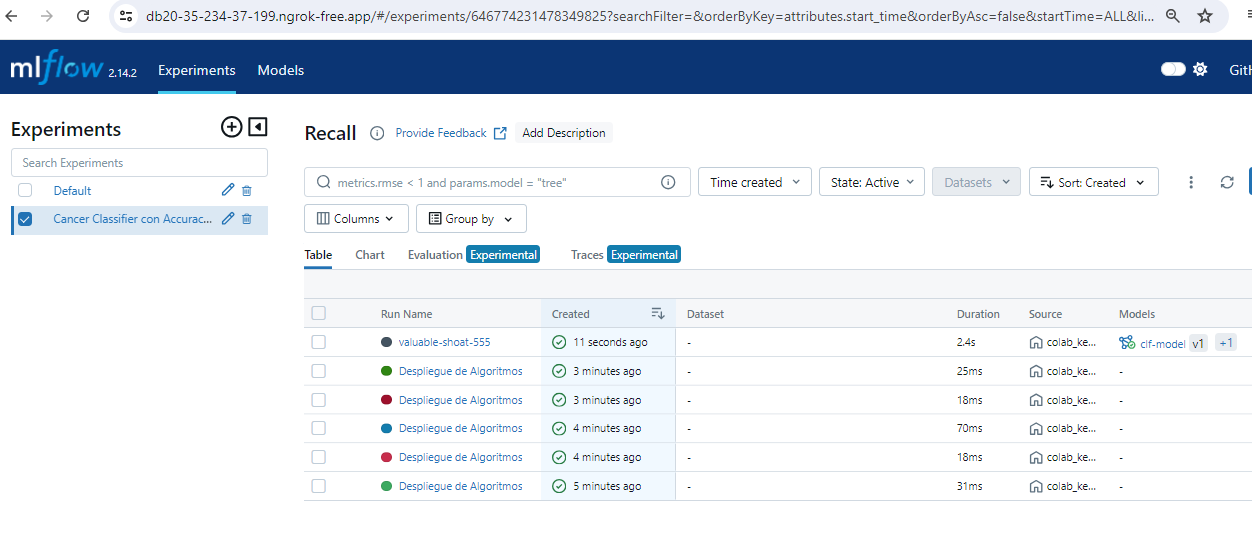 db20-35-234-37-199.ngrok-free.app/#/experiments/646774231478349825?searchFilter=&orderByKey=attributes.start_time&orderByAsc=false&startTime=ALL&li...
mlflow 2.14.2 Experiments Models GitH
Experiments
Search Experiments
Default
Cancer Classifier con Accurac...
Recall Provide Feedback Add Description
metrics.rmse < 1 and params.model = "tree" Time created State: Active Datasets Sort: Created
Columns Group by
Table Chart Evaluation Experimental Traces Experimental
Run Name Created Dataset Duration Source Models
valuable-shoat-555 11 seconds ago - 2.4s colab_ke... clf-model v1 +1
Despliegue de Algoritmos 3 minutes ago - 25ms colab_ke... -
Despliegue de Algoritmos 3 minutes ago - 18ms colab_ke... -
Despliegue de Algoritmos 4 minutes ago - 70ms colab_ke... -
Despliegue de Algoritmos 4 minutes ago - 18ms colab_ke... -
Despliegue de Algoritmos 5 minutes ago - 31ms colab_ke... -